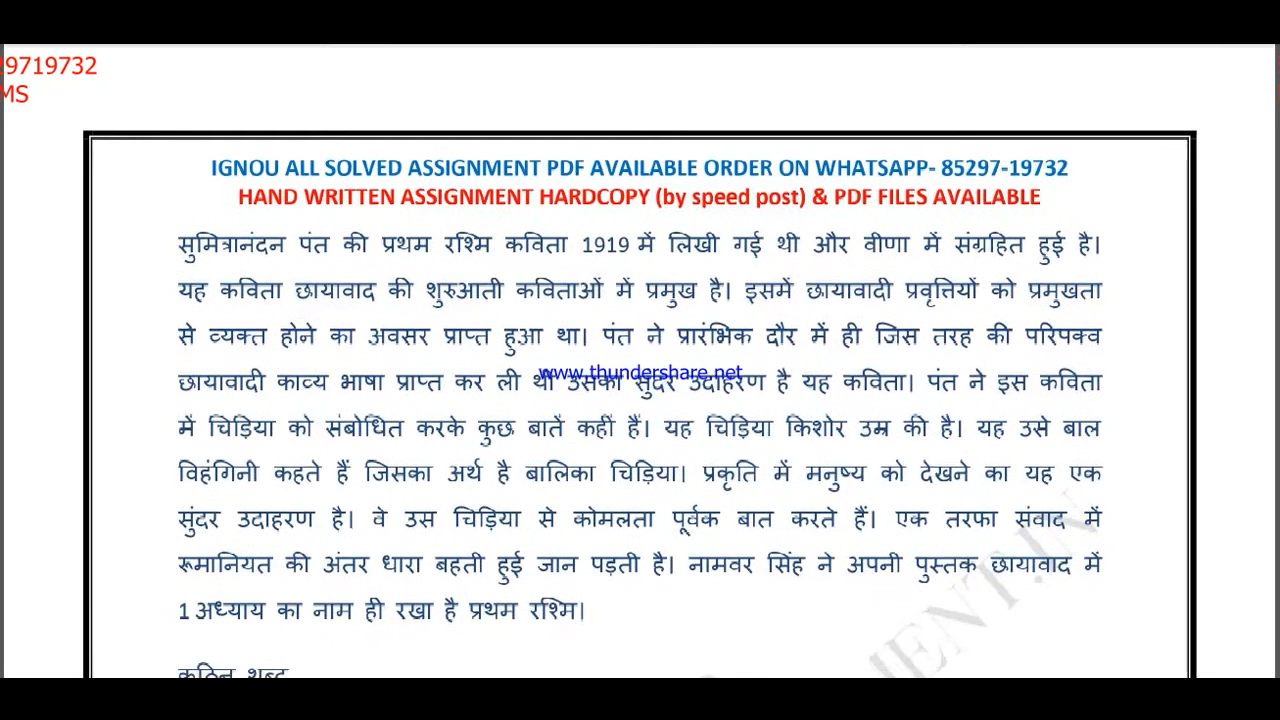 9719732
MS
IGNOU ALL SOLVED ASSIGNMENT PDF AVAILABLE ORDER ON WHATSAPP- 85297-19732
HAND WRITTEN ASSIGNMENT HARDCOPY (by speed post) & PDF FILES AVAILABLE
सुमित्रानंदन पंत की प्रथम रश्मि कविता 1919 में लिखी गई थी और वीणा में संग्रहित हुई है।
यह कविता छायावाद की शुरुआती कविताओं में प्रमुख है। इसमें छायावादी प्रवृत्तियों को प्रमुखता
से व्यक्त होने का अवसर प्राप्त हुआ था। पंत ने प्रारंभिक दौर में ही जिस तरह की परिपक्व
www.thundershare.net
छायावादी काव्य भाषा प्राप्त कर ली थी उसका सुंदर उदाहरण है यह कविता। पंत ने इस कविता
में चिड़िया को संबोधित करके कुछ बातें कहीं हैं। यह चिड़िया किशोर उम्र की है। यह उसे बाल
विहंगिनी कहते हैं जिसका अर्थ है बालिका चिड़िया। प्रकृति में मनुष्य को देखने का यह एक
सुंदर उदाहरण है। वे उस चिड़िया से कोमलता पूर्वक बात करते हैं। एक तरफा संवाद में
रूमानियत की अंतर धारा बहती हुई जान पड़ती है। नामवर सिंह ने अपनी पुस्तक छायावाद में
1 अध्याय का नाम ही रखा है प्रथम रश्मि।
कठिन शब्द